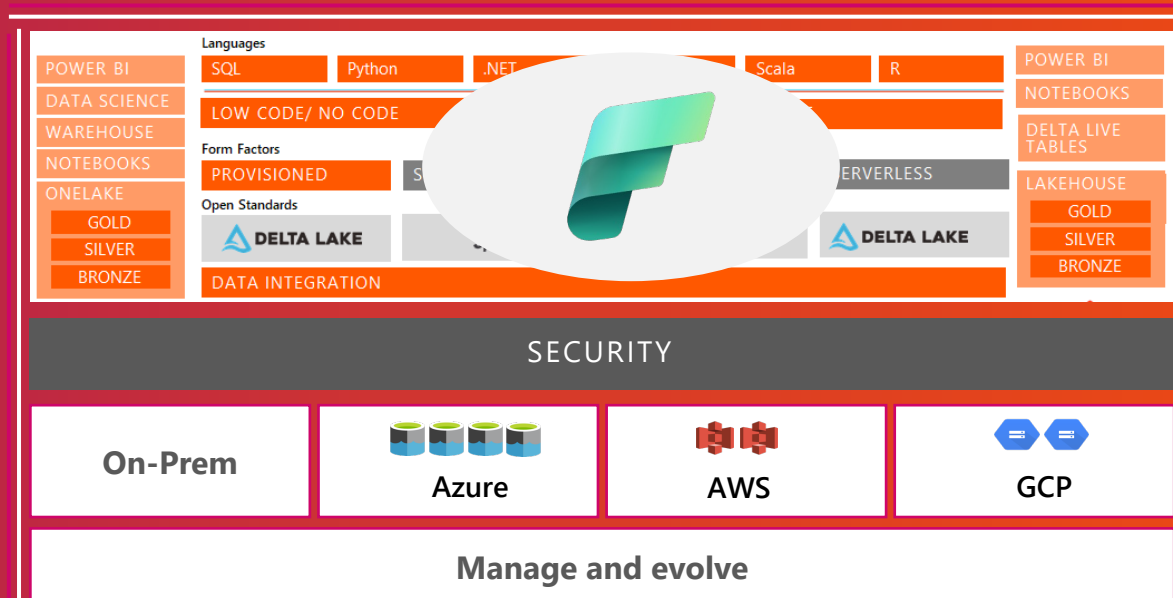 POWER BI
DATA SCIENCE
WAREHOUSE
NOTEBOOKS
ONELAKE
GOLD
SILVER
BRONZE
Languages
SQL
Python
.NET
Scala
R
LOW CODE/ NO CODE
Form Factors
PROVISIONED
Open Standards
DELTA LAKE
DELTA LAKE
DATA INTEGRATION
POWER BI
NOTEBOOKS
DELTA LIVE
TABLES
LAKEHOUSE
GOLD
SILVER
BRONZE
SECURITY
On-Prem
Azure
AWS
GCP
Manage and evolve